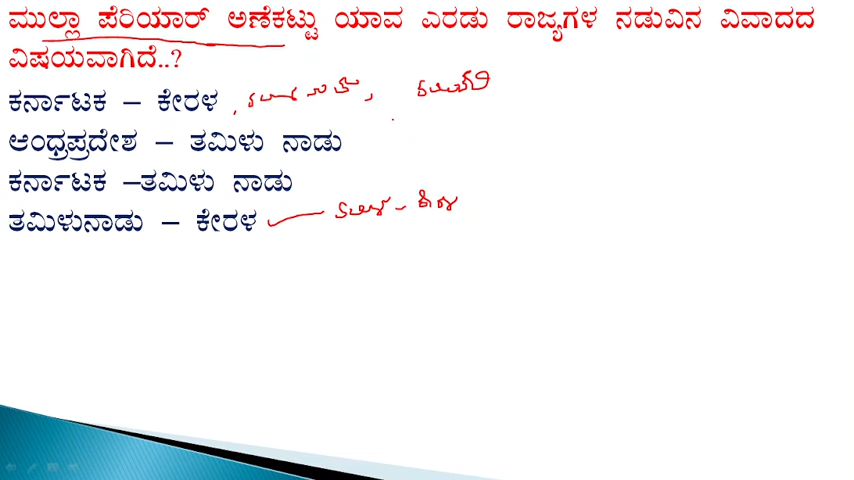 ಮುಲ್ಲಾ ಪೆರಿಯಾರ್ ಅಣೆಕಟ್ಟು ಯಾವ ಎರಡು ರಾಜ್ಯಗಳ ನಡುವಿನ ವಿವಾದದ
ವಿಷಯವಾಗಿದೆ..?
ಕರ್ನಾಟಕ – ಕೇರಳ
ಆಂಧ್ರಪ್ರದೇಶ – ತಮಿಳು ನಾಡು
ಕರ್ನಾಟಕ –ತಮಿಳು ನಾಡು
ತಮಿಳುನಾಡು – ಕೇರಳ